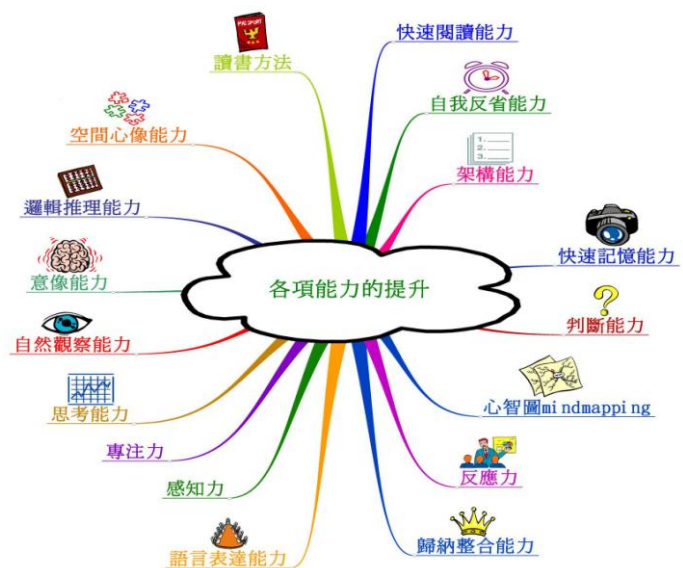 各項能力的提升
快速閱讀能力
自我反省能力
架構能力
快速記憶能力
判斷能力
心智圖mindmapping
反應力
歸納整合能力
語言表達能力
感知力
專注力
思考能力
自然觀察能力
意像能力
邏輯推理能力
空間心像能力
讀書方法
PASSPORT
1.
2.
3.